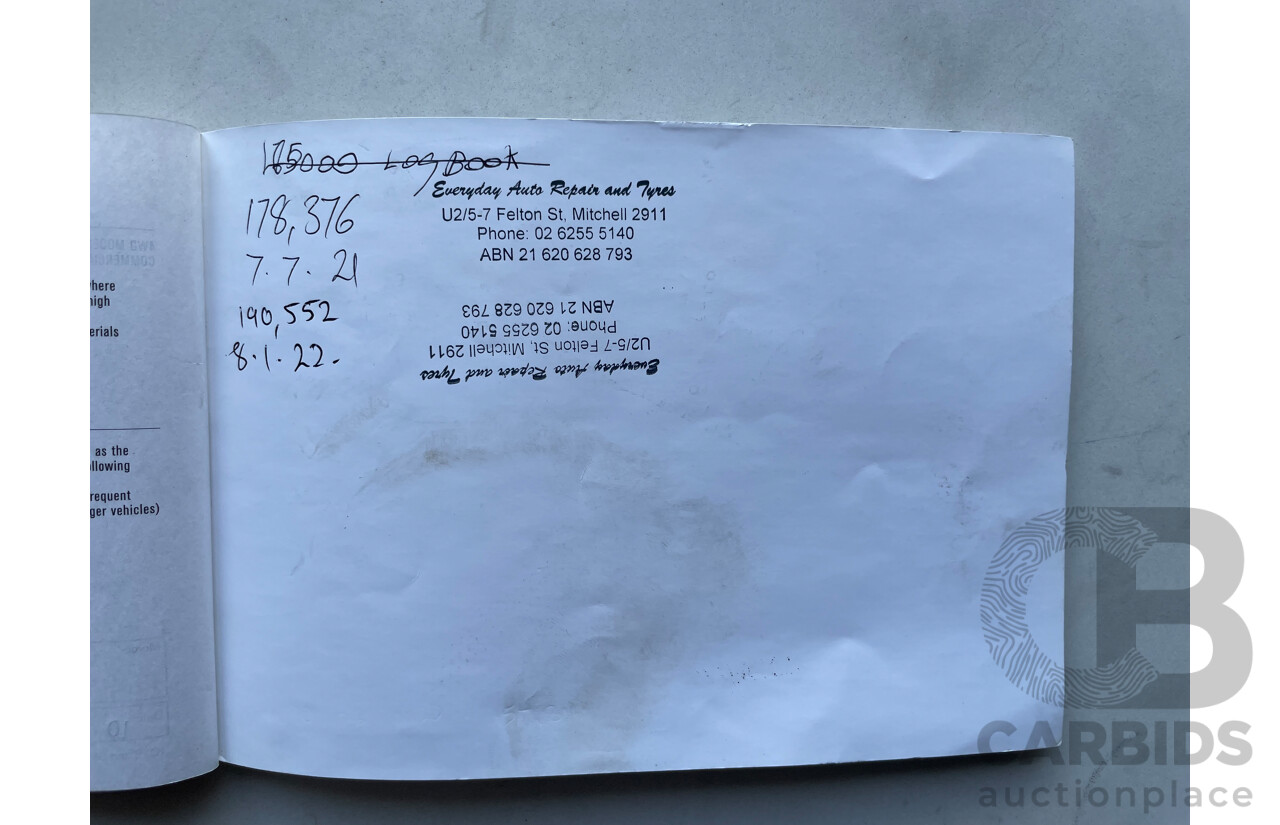 175000 Log Book
Everyday Auto Repair and Tyres
U2/5-7 Felton St, Mitchell 2911
Phone: 02 6255 5140
ABN 21 620 628 793
178,376
7.7.21
190,552
8.1.22.
Everyday Auto Repair and Tyres
U2/5-7 Felton St, Mitchell 2911
Phone: 02 6255 5140
ABN 21 620 628 793
where
high
erials
as the
ollowing
requent
ger vehicles)
10
CB
CARBIDS
auctionplace